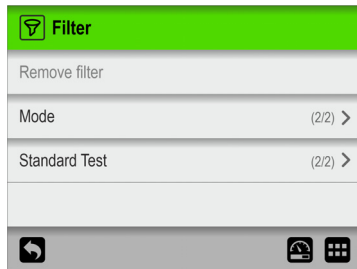 Filter
Remove filter
Mode (2/2)
Standard Test (2/2)